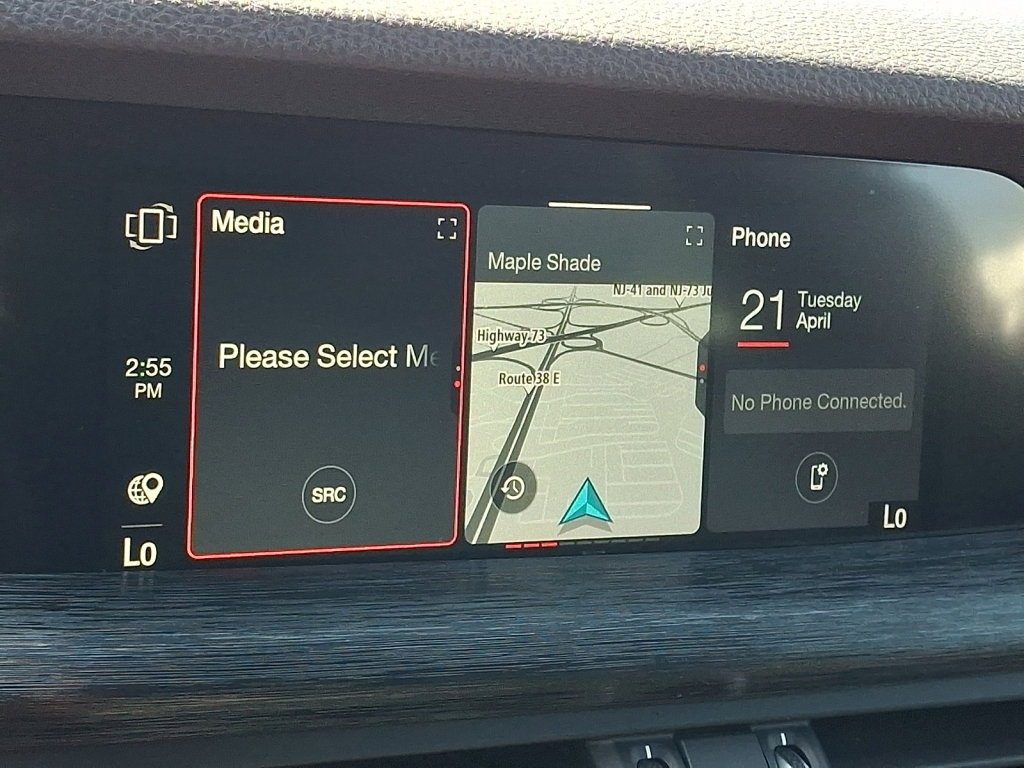 Media
Please Select Me
SRC
2:55
PM
Lo
Maple Shade
NJ-41 and NJ-73 Ju
Highway 73
Route 38 E
Phone
21
Tuesday
April
No Phone Connected.
Lo